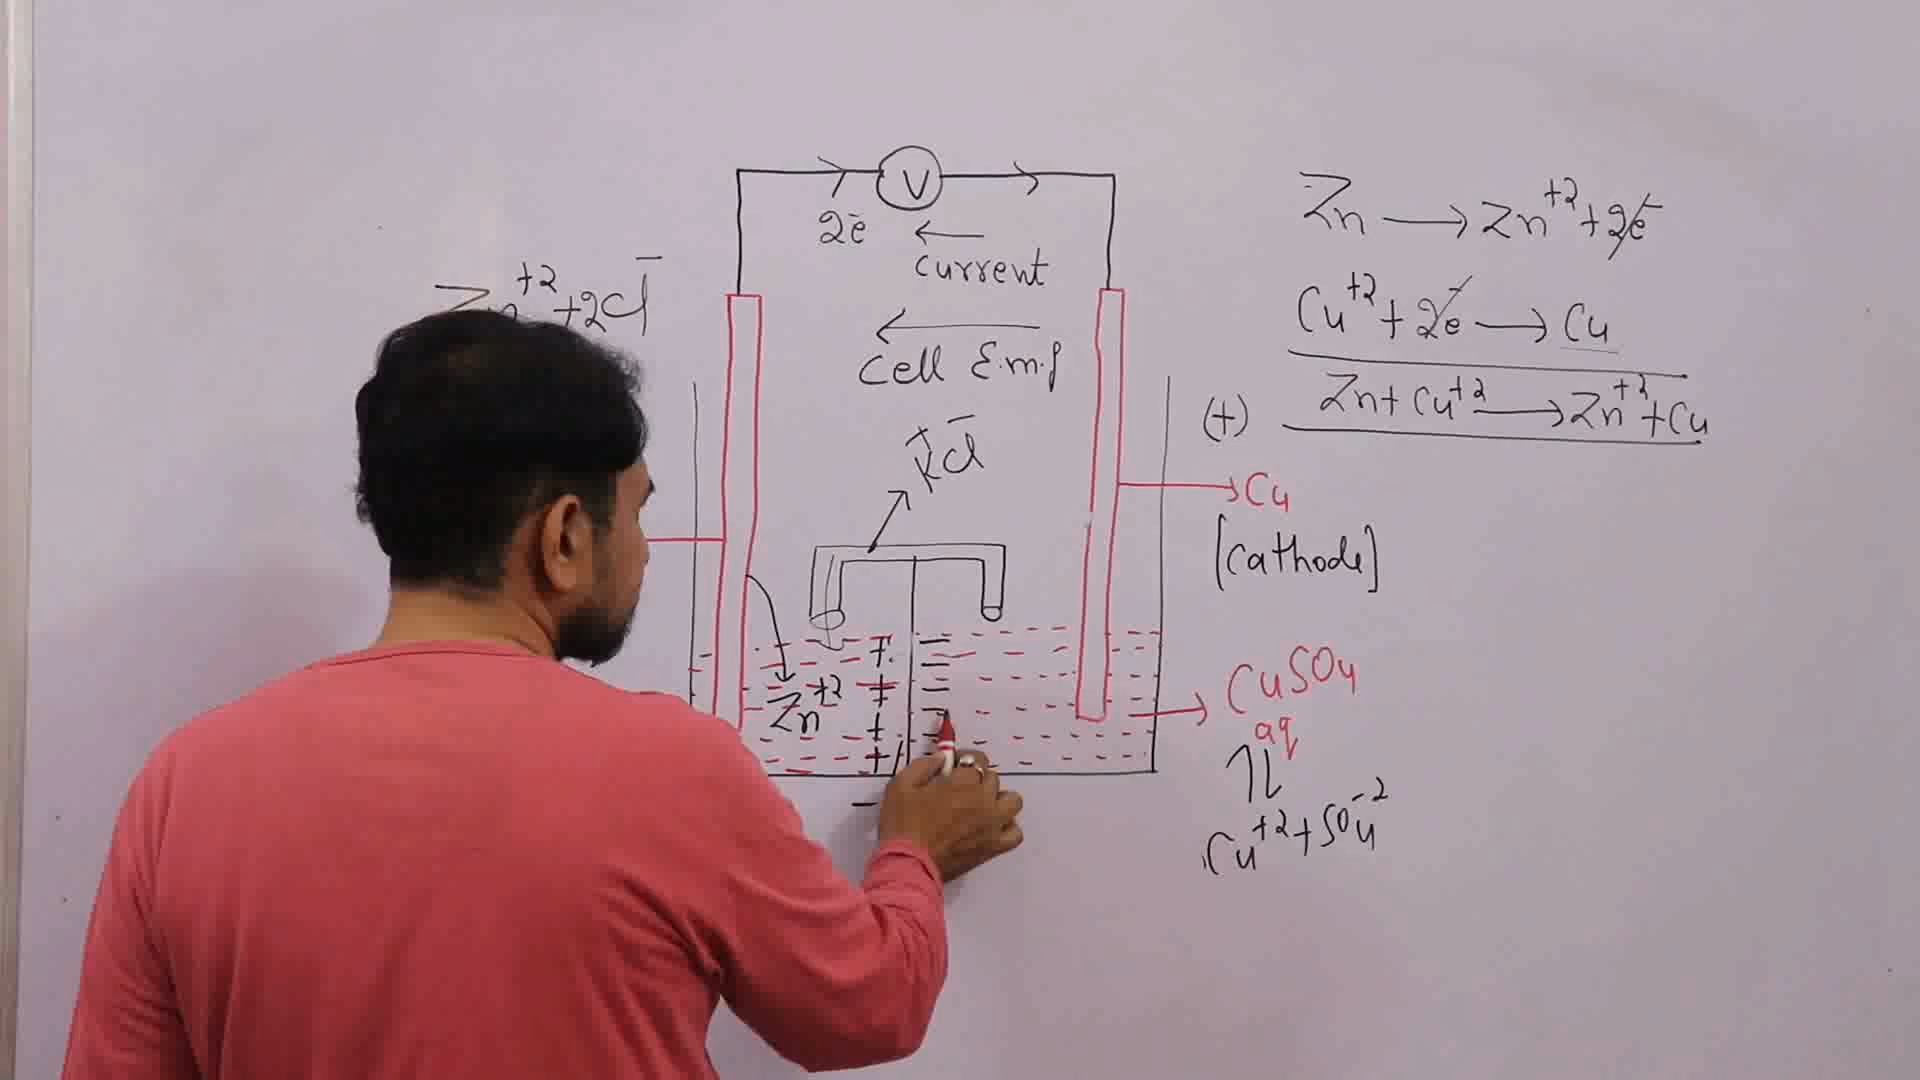 V
2e⁻
current
Cell E.m.f
K⁺Cl⁻
Zn⁺² + 2Cl⁻
Zn⁺²
+ −
+ −
+ −
+ −
Zn → Zn⁺² + 2e⁻
Cu⁺² + 2e⁻ → Cu
Zn + Cu⁺² → Zn⁺² + Cu
(+)
Cu
[Cathode]
CuSO₄
aq
⇅
Cu⁺² + SO₄⁻²